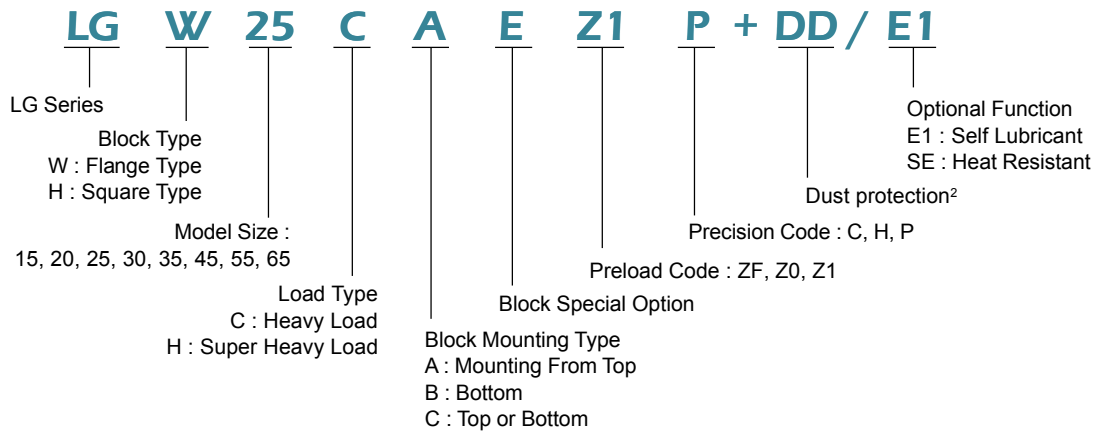 LG W 25 C A E Z1 P + DD / E1
LG Series
Block Type
W : Flange Type
H : Square Type
Model Size :
15, 20, 25, 30, 35, 45, 55, 65
Load Type
C : Heavy Load
H : Super Heavy Load
Block Mounting Type
A : Mounting From Top
B : Bottom
C : Top or Bottom
Block Special Option
Preload Code : ZF, Z0, Z1
Precision Code : C, H, P
Dust protection²
Optional Function
E1 : Self Lubricant
SE : Heat Resistant